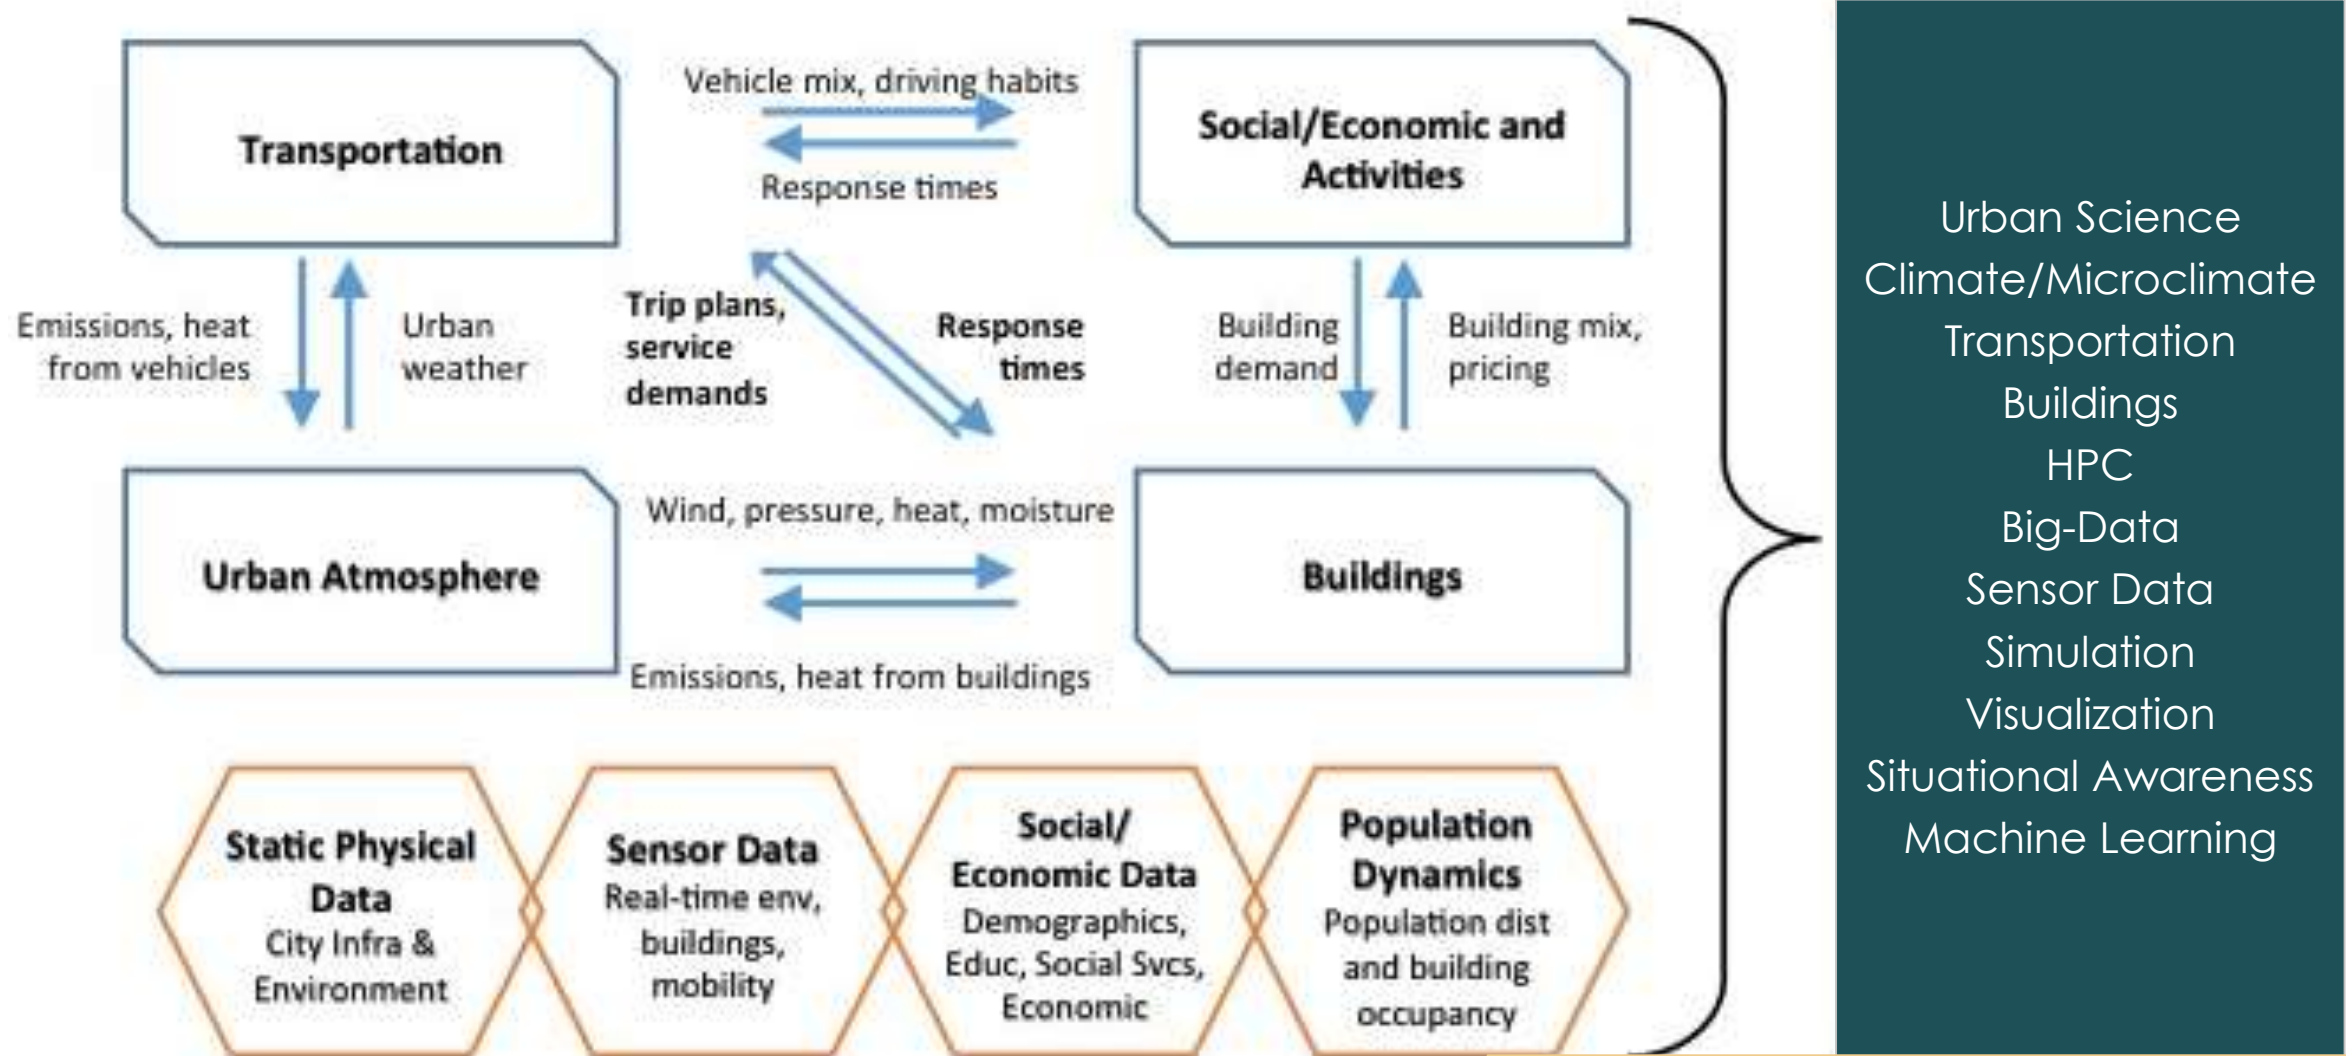 Transportation
Vehicle mix, driving habits
Response times
Social/Economic and
Activities
Emissions, heat
from vehicles
Urban
weather
Trip plans,
service
demands
Response
times
Building
demand
Building mix,
pricing
Urban Atmosphere
Wind, pressure, heat, moisture
Emissions, heat from buildings
Buildings
Static Physical
Data
City Infra &
Environment
Sensor Data
Real-time env,
buildings,
mobility
Social/
Economic Data
Demographics,
Educ, Social Svcs,
Economic
Population
Dynamics
Population dist
and building
occupancy
Urban Science
Climate/Microclimate
Transportation
Buildings
HPC
Big-Data
Sensor Data
Simulation
Visualization
Situational Awareness
Machine Learning